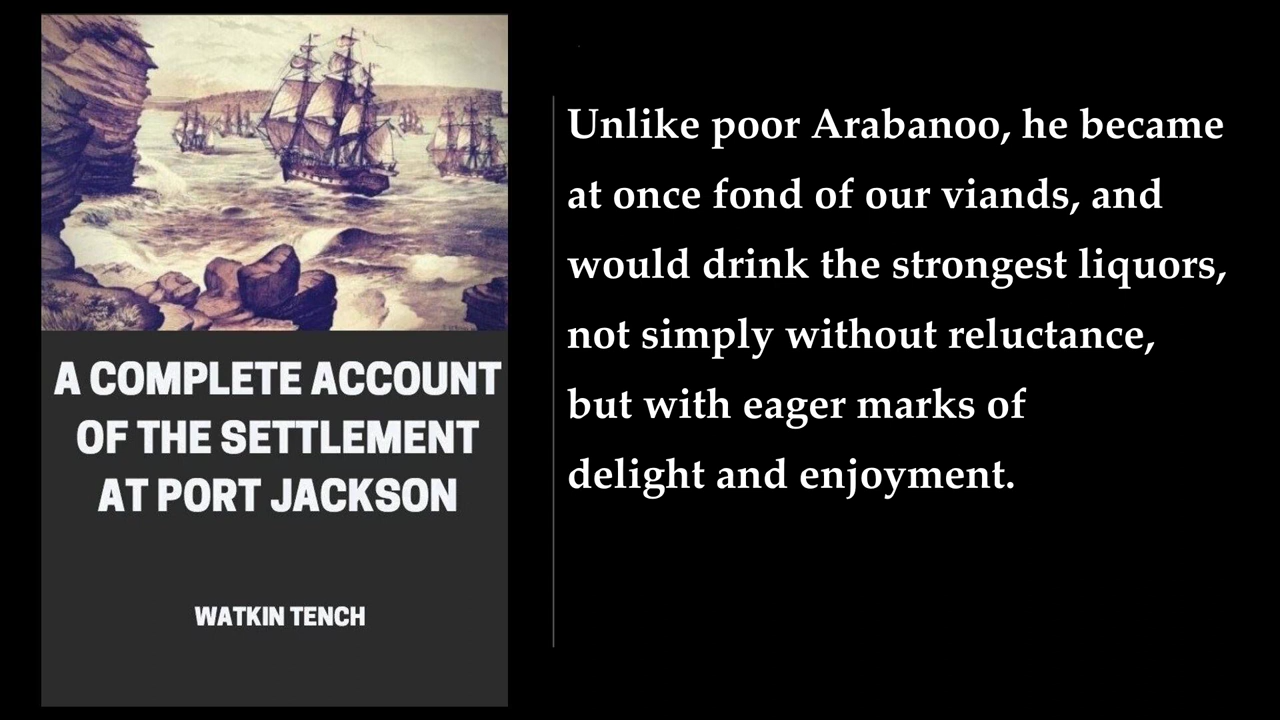 A COMPLETE ACCOUNT
OF THE SETTLEMENT
AT PORT JACKSON
WATKIN TENCH
Unlike poor Arabanoo, he became
at once fond of our viands, and
would drink the strongest liquors,
not simply without reluctance,
but with eager marks of
delight and enjoyment.